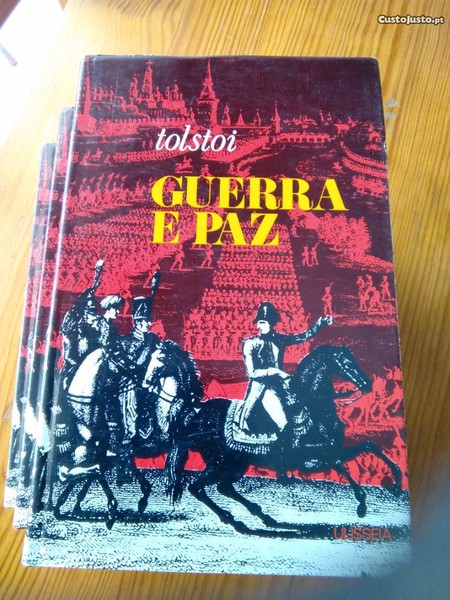 CustoJusto.pt
tolstoi
GUERRA
E PAZ
ULISSEIA